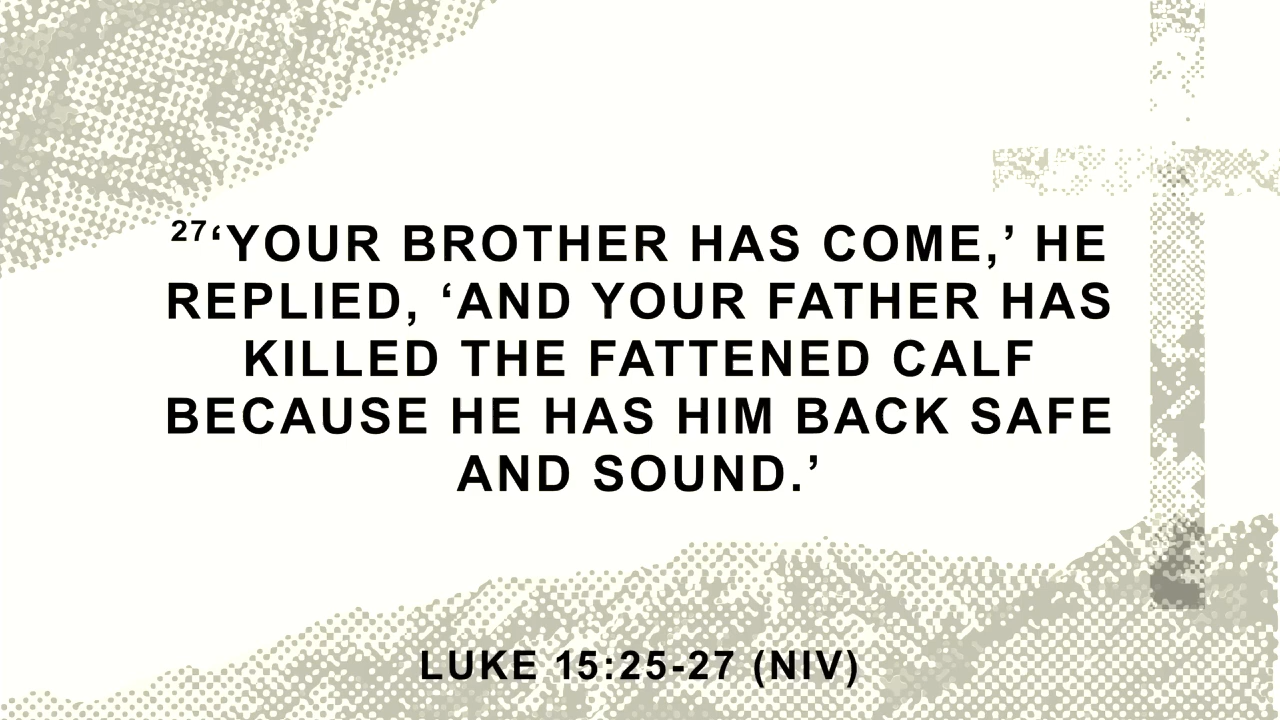 27‘YOUR BROTHER HAS COME,’ HE
REPLIED, ‘AND YOUR FATHER HAS
KILLED THE FATTENED CALF
BECAUSE HE HAS HIM BACK SAFE
AND SOUND.’
LUKE 15:25-27 (NIV)